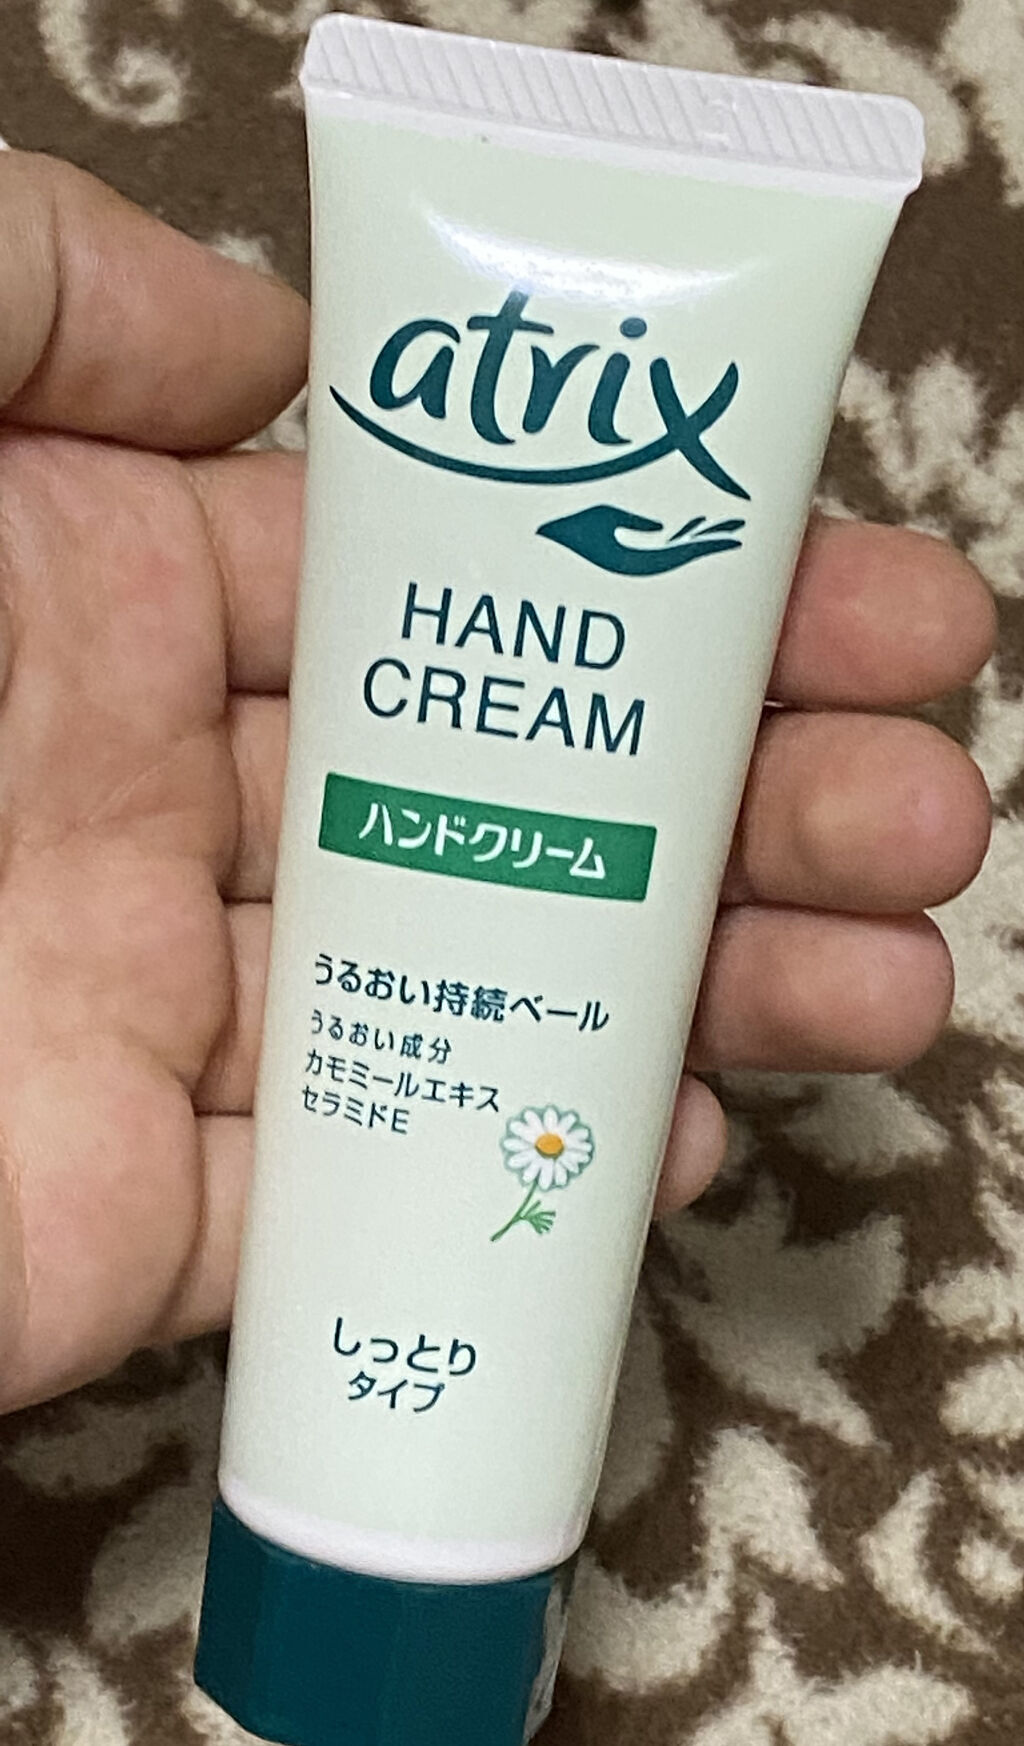 atrix
HAND
CREAM
ハンドクリーム
うるおい持続ベール
うるおい成分
カモミールエキス
セラミドE
しっとり
タイプ